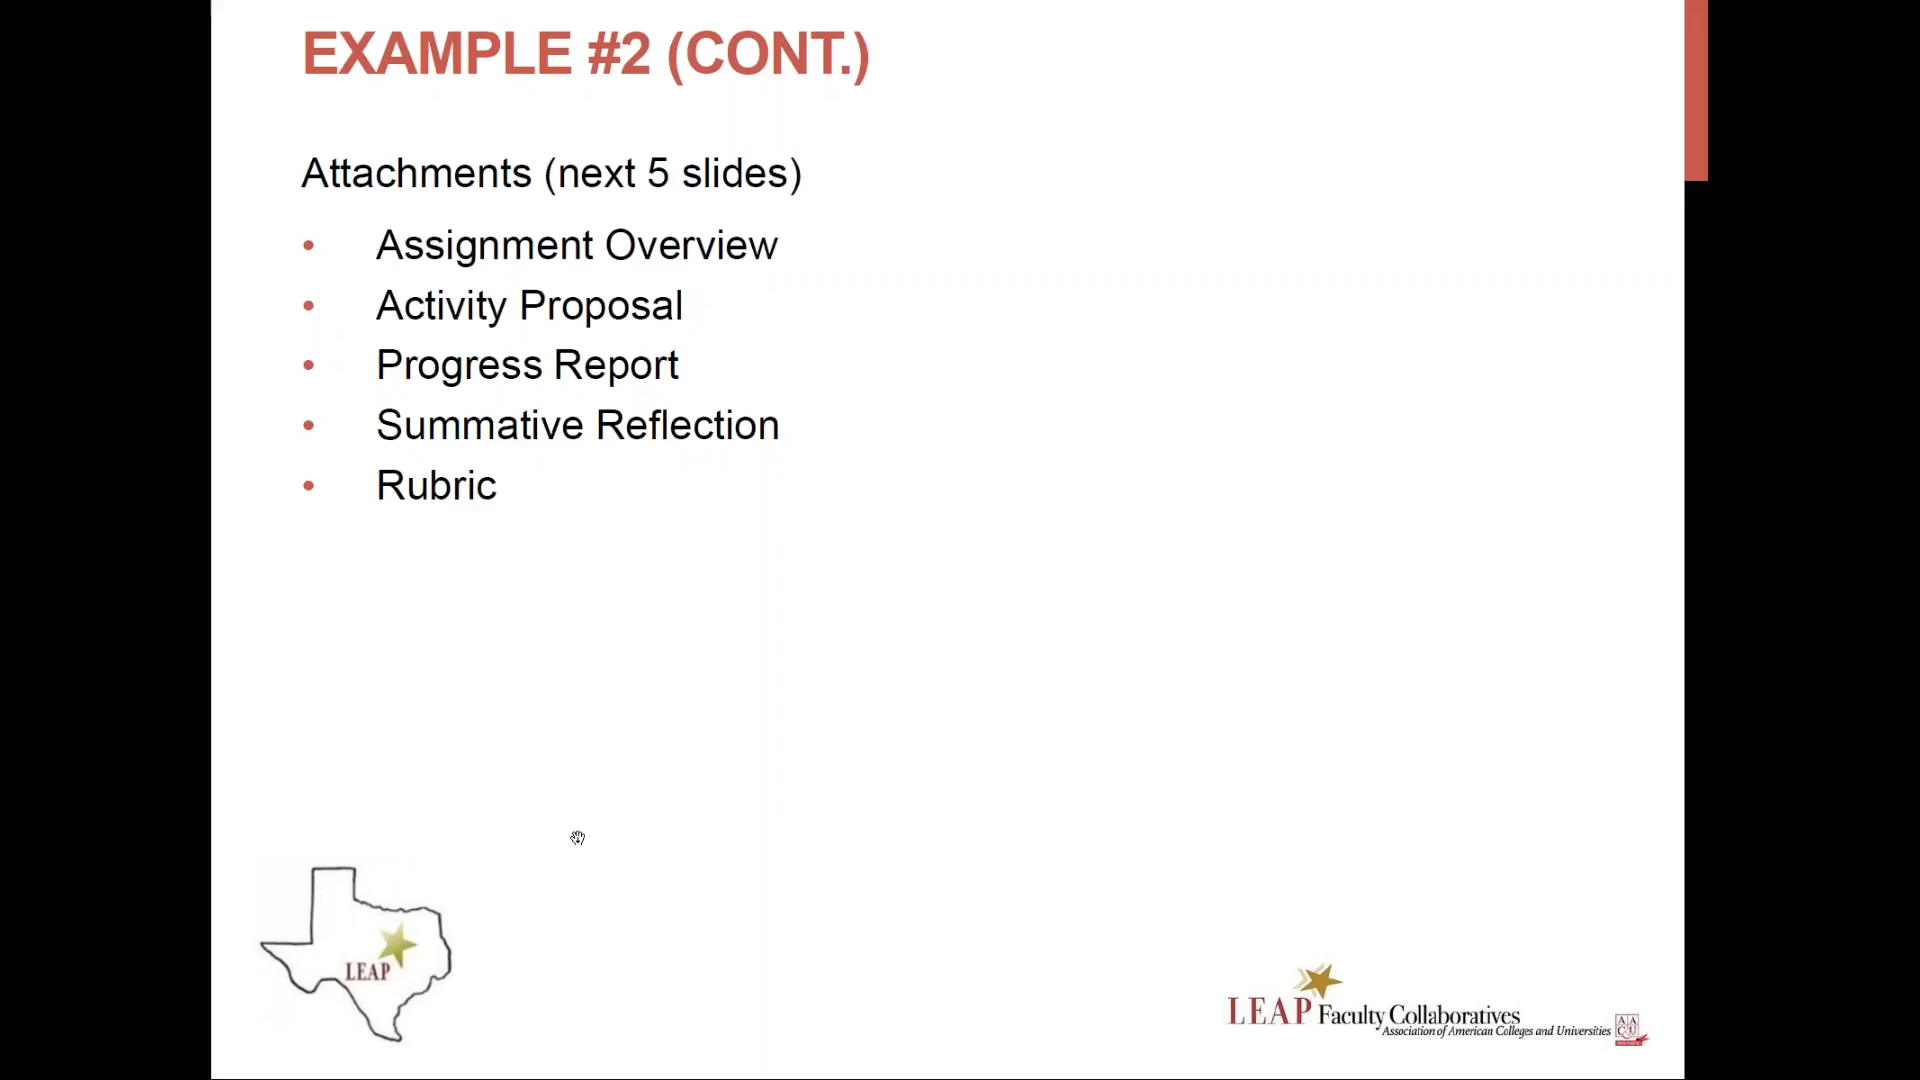 EXAMPLE #2 (CONT.)
Attachments (next 5 slides)
• Assignment Overview
• Activity Proposal
• Progress Report
• Summative Reflection
• Rubric
LEAP
LEAP Faculty Collaboratives
Association of American Colleges and Universities
AAC&U